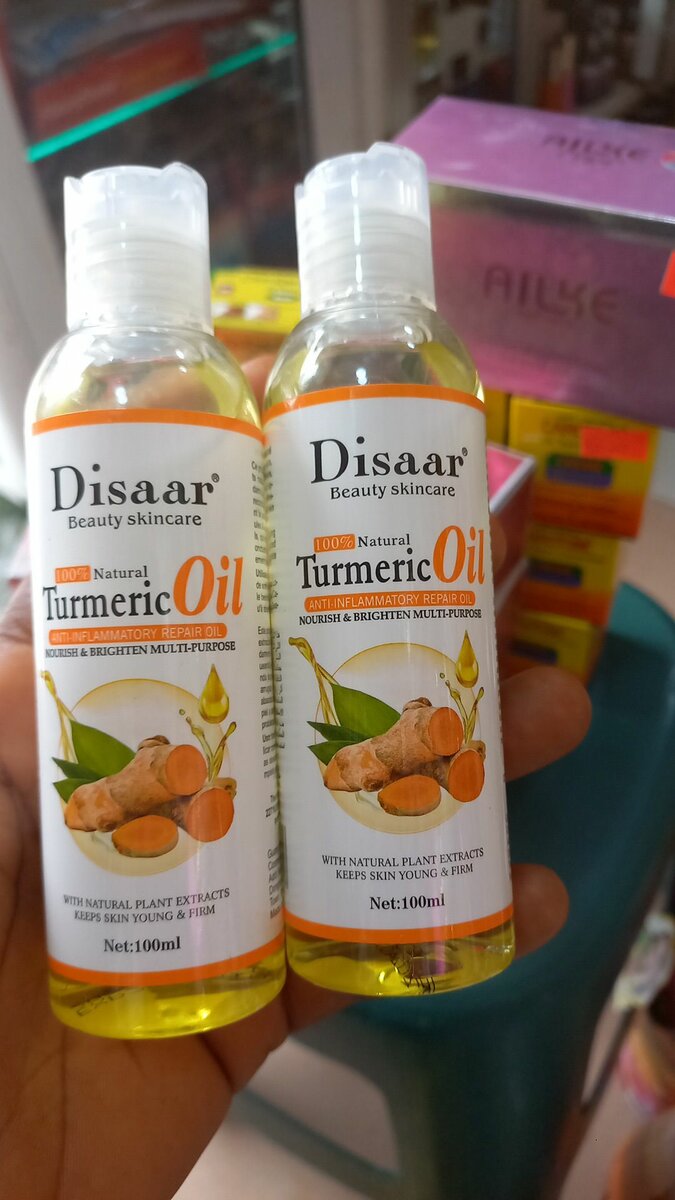 Disaar®
Beauty skincare
100% Natural
Turmeric Oil
ANTI-INFLAMMATORY REPAIR OIL
NOURISH & BRIGHTEN MULTI-PURPOSE
WITH NATURAL PLANT EXTRACTS
KEEPS SKIN YOUNG & FIRM
Net:100ml
Disaar®
Beauty skincare
100% Natural
Turmeric Oil
ANTI-INFLAMMATORY REPAIR OIL
NOURISH & BRIGHTEN MULTI-PURPOSE
WITH NATURAL PLANT EXTRACTS
KEEPS SKIN YOUNG & FIRM
Net:100ml
AILKE
AILKE